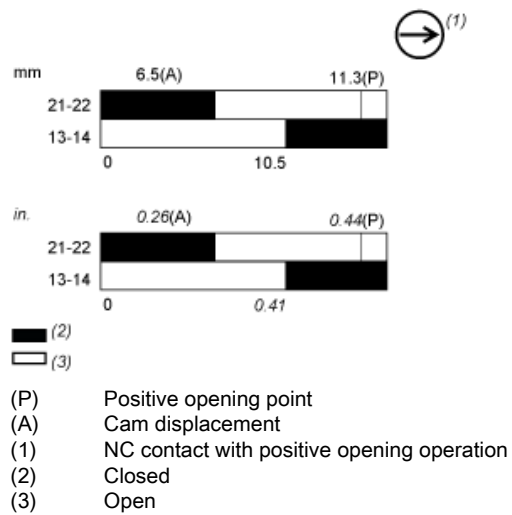 (1)
mm 6.5(A) 11.3(P)
21-22
13-14
0 10.5
in. 0.26(A) 0.44(P)
21-22
13-14
0 0.41
(2)
(3)
(P) Positive opening point
(A) Cam displacement
(1) NC contact with positive opening operation
(2) Closed
(3) Open